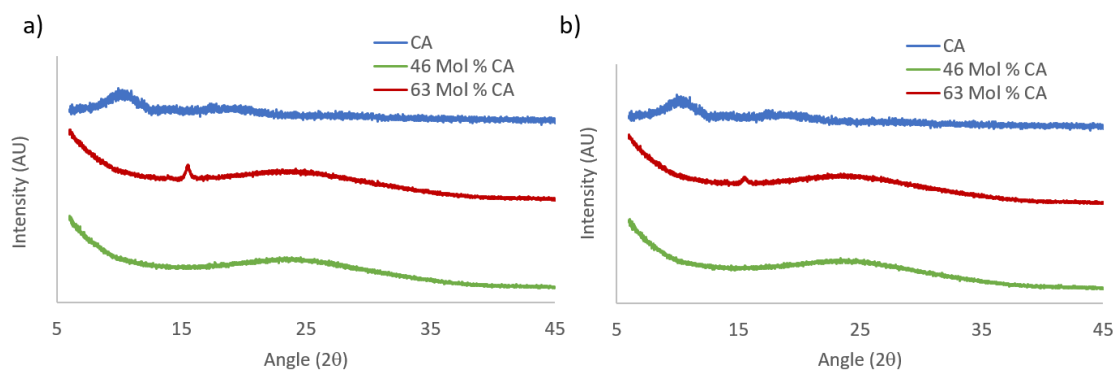 a)
CA
46 Mol % CA
63 Mol % CA
Intensity (AU)
5 15 25 35 45
Angle (2θ)
b)
CA
46 Mol % CA
63 Mol % CA
Intensity (AU)
5 15 25 35 45
Angle (2θ)